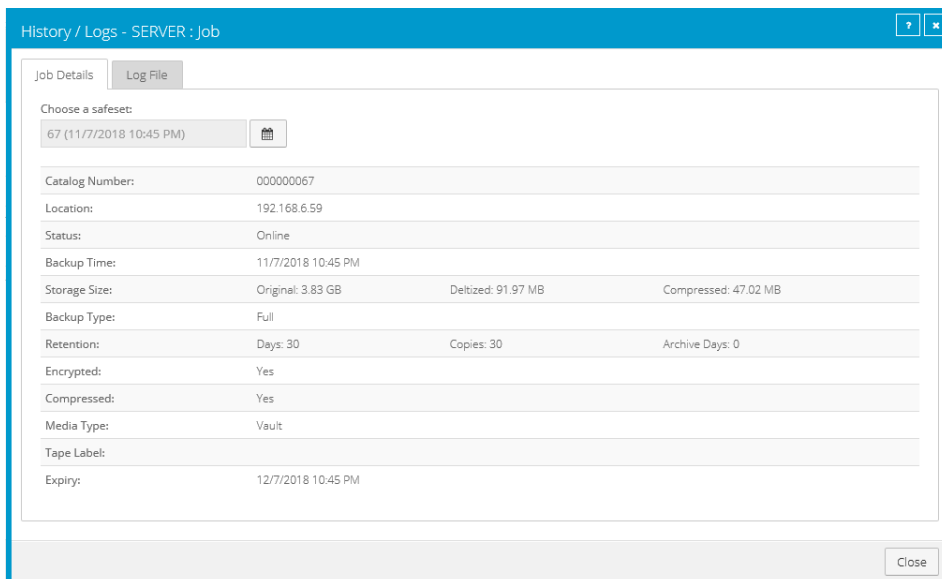 History / Logs - SERVER : Job
? ×
Job Details Log File
Choose a safeset:
67 (11/7/2018 10:45 PM)
Catalog Number: 000000067
Location: 192.168.6.59
Status: Online
Backup Time: 11/7/2018 10:45 PM
Storage Size: Original: 3.83 GB Deltized: 91.97 MB Compressed: 47.02 MB
Backup Type: Full
Retention: Days: 30 Copies: 30 Archive Days: 0
Encrypted: Yes
Compressed: Yes
Media Type: Vault
Tape Label:
Expiry: 12/7/2018 10:45 PM
Close